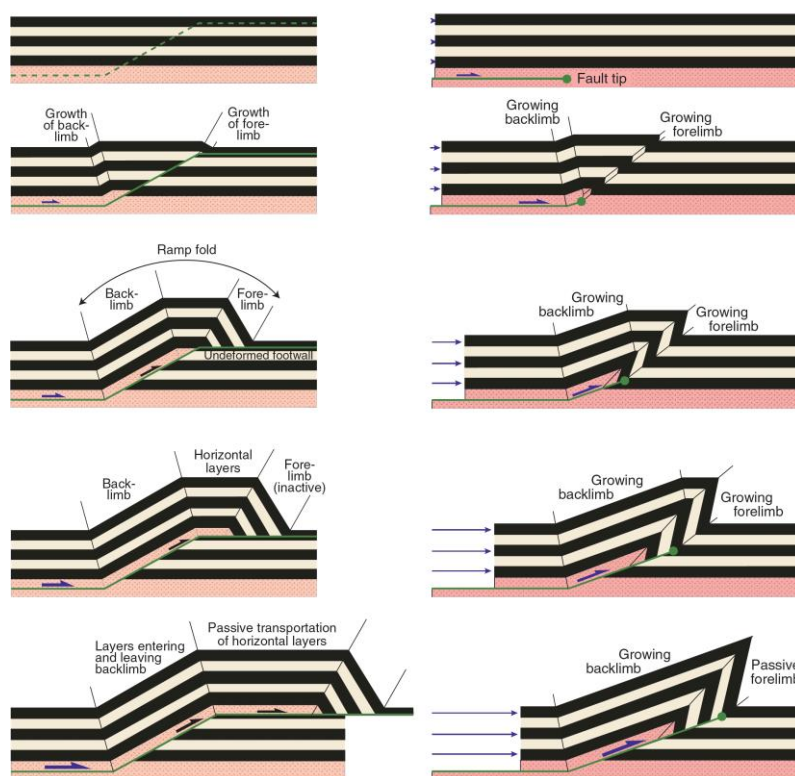 Fault tip
Growth
of back-
limb
Growth
of fore-
limb
Growing
backlimb
Growing
forelimb
Ramp fold
Back-
limb
Fore-
limb
Undeformed footwall
Growing
backlimb
Growing
forelimb
Back-
limb
Horizontal
layers
Fore-
limb
(inactive)
Growing
backlimb
Growing
forelimb
Layers entering
and leaving
backlimb
Passive transportation
of horizontal layers
Growing
backlimb
Passive
forelimb